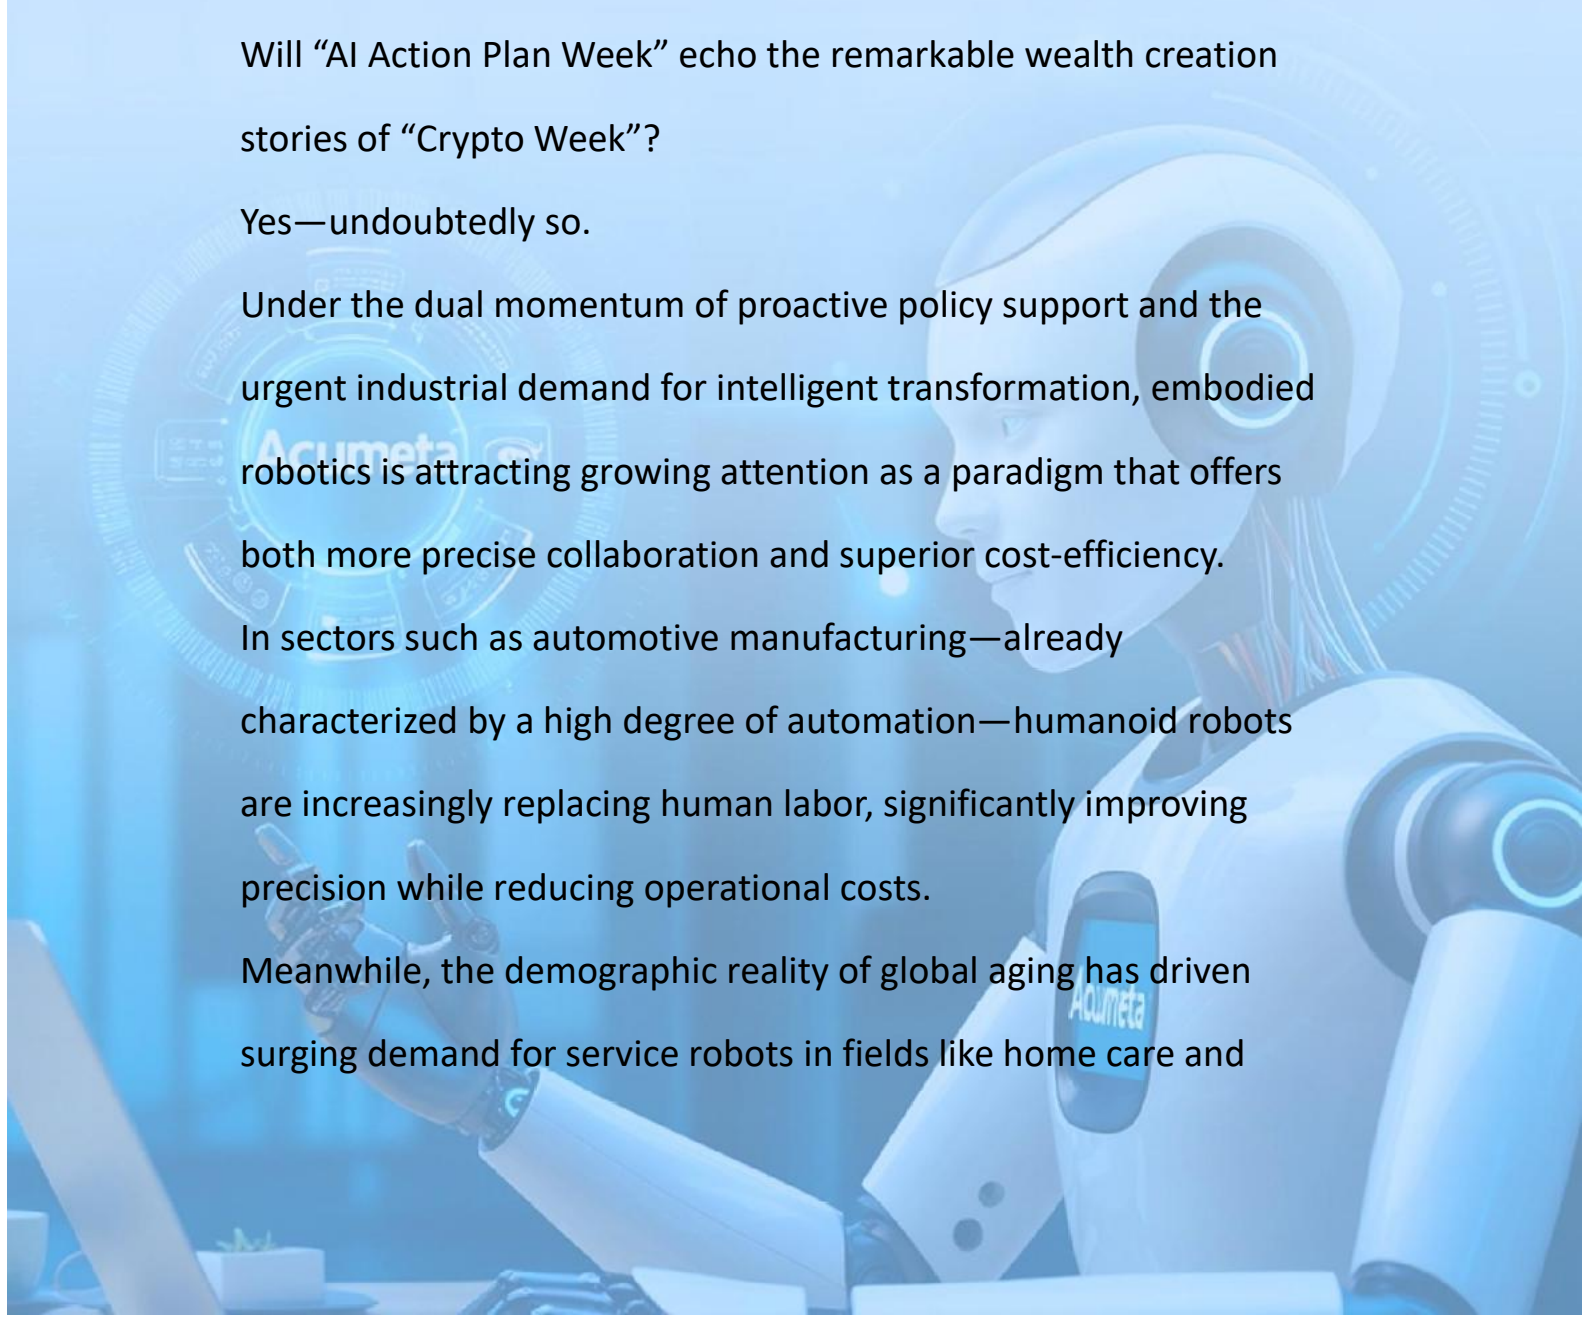 Will “AI Action Plan Week” echo the remarkable wealth creation
stories of “Crypto Week”?
Yes—undoubtedly so.
Under the dual momentum of proactive policy support and the
urgent industrial demand for intelligent transformation, embodied
Acumeta
robotics is attracting growing attention as a paradigm that offers
both more precise collaboration and superior cost-efficiency.
In sectors such as automotive manufacturing—already
characterized by a high degree of automation—humanoid robots
are increasingly replacing human labor, significantly improving
precision while reducing operational costs.
Meanwhile, the demographic reality of global aging has driven
Acumeta
surging demand for service robots in fields like home care and